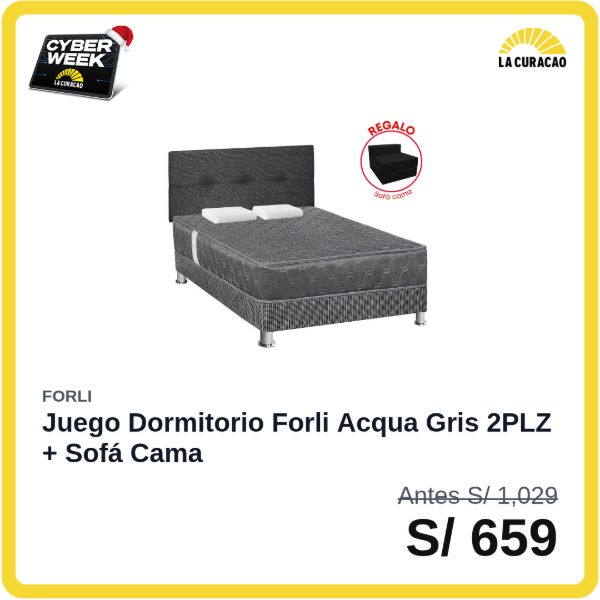 CYBER
WEEK
LA CURACAO
LA CURACAO
REGALO
Sofá cama
FORLI
Juego Dormitorio Forli Acqua Gris 2PLZ
+ Sofá Cama
Antes S/ 1,029
S/ 659